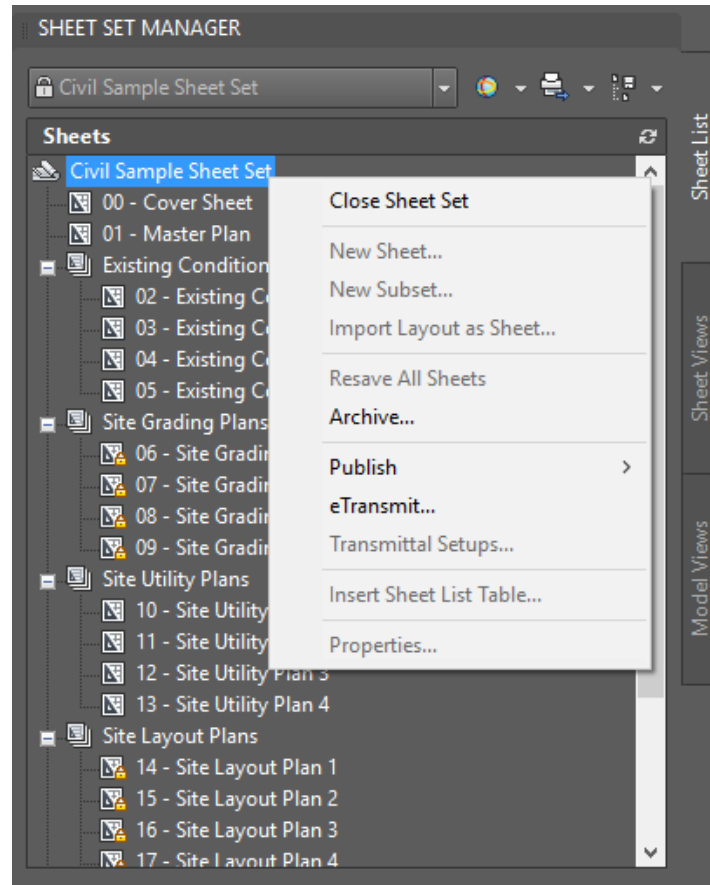 SHEET SET MANAGER
Civil Sample Sheet Set
Sheets
Civil Sample Sheet Set
00 - Cover Sheet
01 - Master Plan
Existing Condition
02 - Existing
03 - Existing
04 - Existing
05 - Existing
Site Grading Plans
06 - Site
07 - Site
08 - Site
09 - Site
Site Utility Plans
10 - Site Utility
11 - Site Utility
12 - Site Utility Plan 3
13 - Site Utility Plan 4
Site Layout Plans
14 - Site Layout Plan 1
15 - Site Layout Plan 2
16 - Site Layout Plan 3
17 - Site Layout Plan 4
Close Sheet Set
New Sheet...
New Subset...
Import Layout as Sheet...
Resave All Sheets
Archive...
Publish
eTransmit...
Transmittal Setups...
Insert Sheet List Table...
Properties...
Sheet List
Sheet Views
Model Views